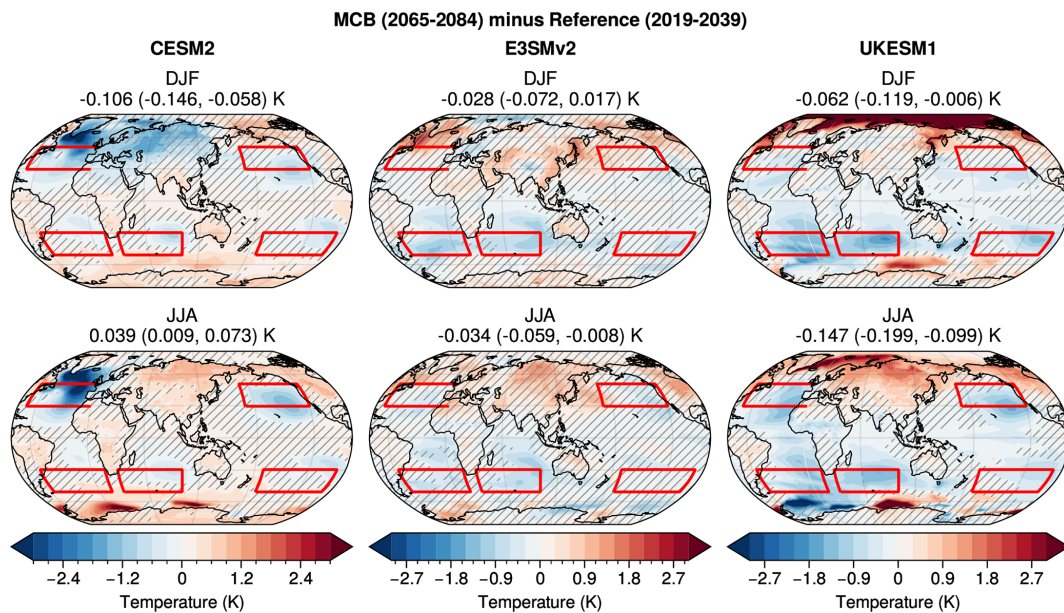 MCB (2065-2084) minus Reference (2019-2039)
CESM2
E3SMv2
UKESM1
DJF
-0.106 (-0.146, -0.058) K
DJF
-0.028 (-0.072, 0.017) K
DJF
-0.062 (-0.119, -0.006) K
JJA
0.039 (0.009, 0.073) K
JJA
-0.034 (-0.059, -0.008) K
JJA
-0.147 (-0.199, -0.099) K
−2.4 −1.2 0 1.2 2.4
Temperature (K)
−2.7 −1.8 −0.9 0 0.9 1.8 2.7
Temperature (K)
−2.7 −1.8 −0.9 0 0.9 1.8 2.7
Temperature (K)